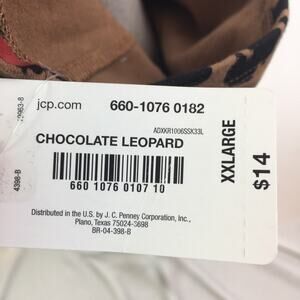 jcp.com
660-1076 0182
ADXKR1006SSK33L
CHOCOLATE LEOPARD
660 1076 0107 10
XXLARGE
$14
4398-B
Distributed in the U.S. by J. C. Penney Corporation, Inc.,
Plano, Texas 75024-3698
BR-04-398-B